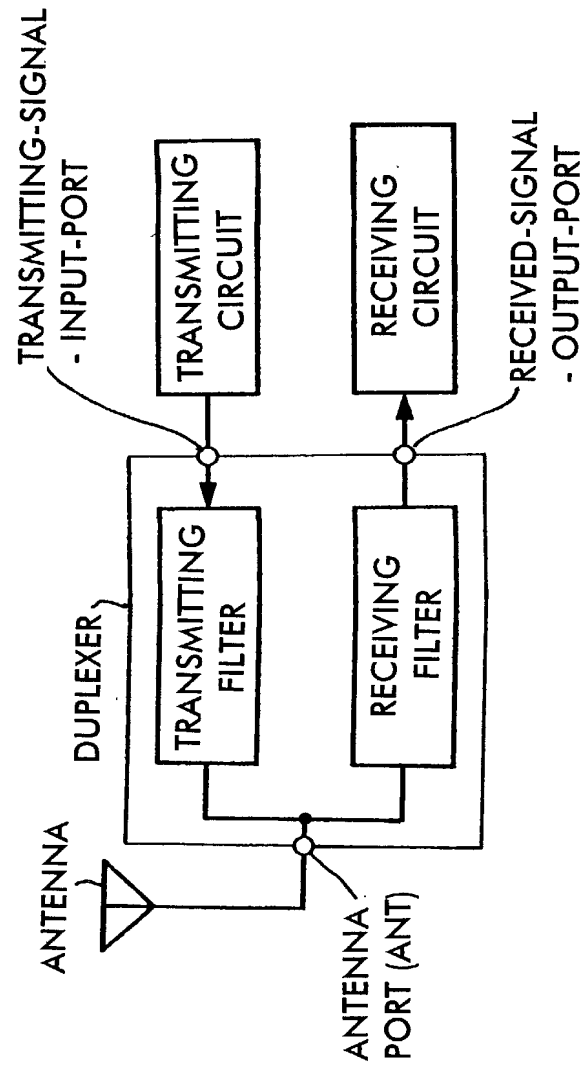 ANTENNA
DUPLEXER
TRANSMITTING-SIGNAL
- INPUT-PORT
TRANSMITTING
FILTER
TRANSMITTING
CIRCUIT
ANTENNA
PORT (ANT)
RECEIVING
FILTER
RECEIVING
CIRCUIT
RECEIVED-SIGNAL
- OUTPUT-PORT